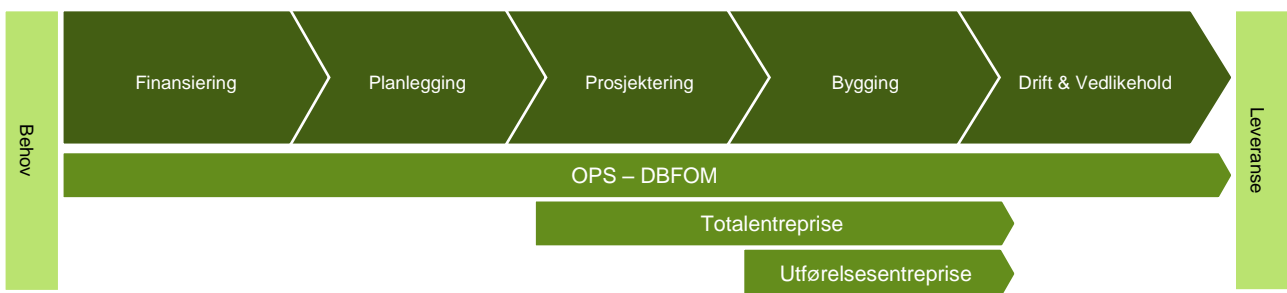 Behov
Finansiering
Planlegging
Prosjektering
Bygging
Drift & Vedlikehold
OPS – DBFOM
Totalentreprise
Utførelsesentreprise
Leveranse